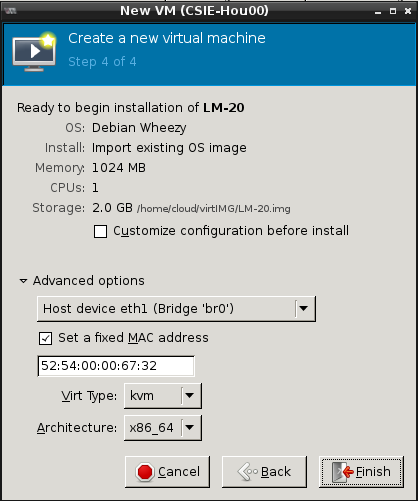 New VM (CSIE-Hou00)
Create a new virtual machine
Step 4 of 4
Ready to begin installation of LM-20
OS: Debian Wheezy
Install: Import existing OS image
Memory: 1024 MB
CPUs: 1
Storage: 2.0 GB /home/cloud/virtIMG/LM-20.img
Customize configuration before install
Advanced options
Host device eth1 (Bridge 'br0')
Set a fixed MAC address
52:54:00:00:67:32
Virt Type: kvm
Architecture: x86_64
Cancel Back Finish